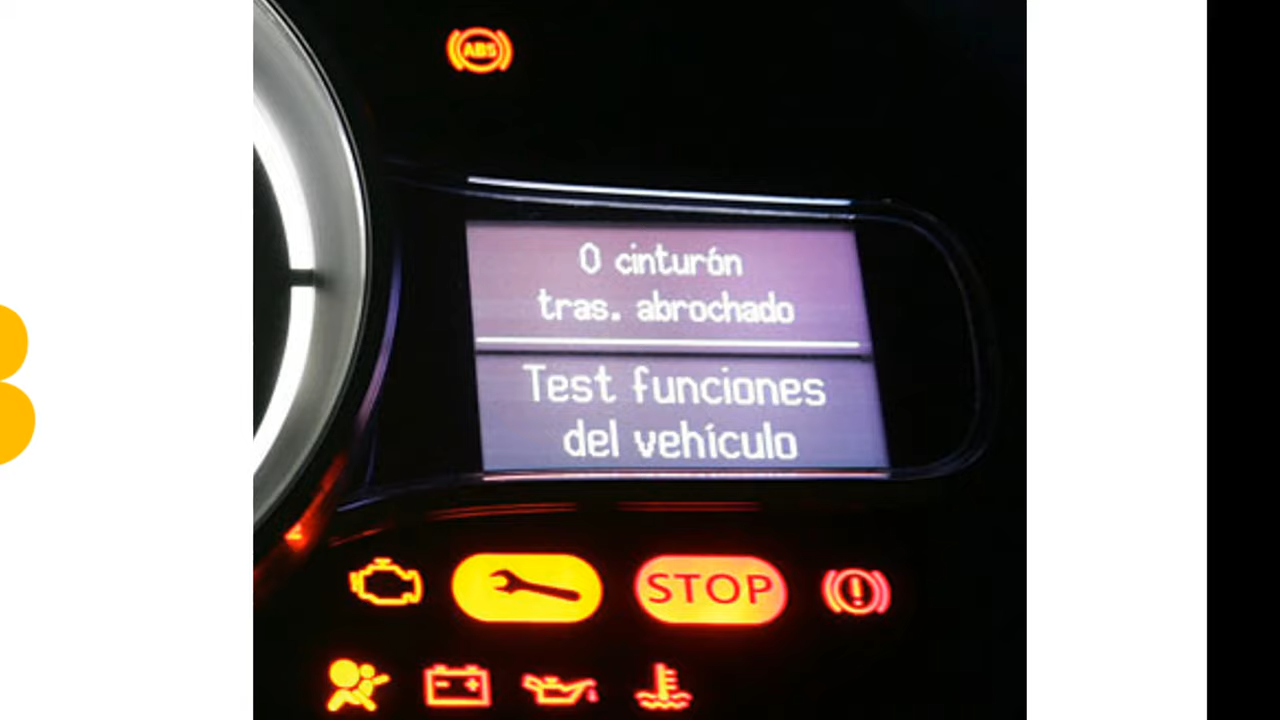 ABS
0 cinturón
tras. abrochado
Test funciones
del vehículo
STOP